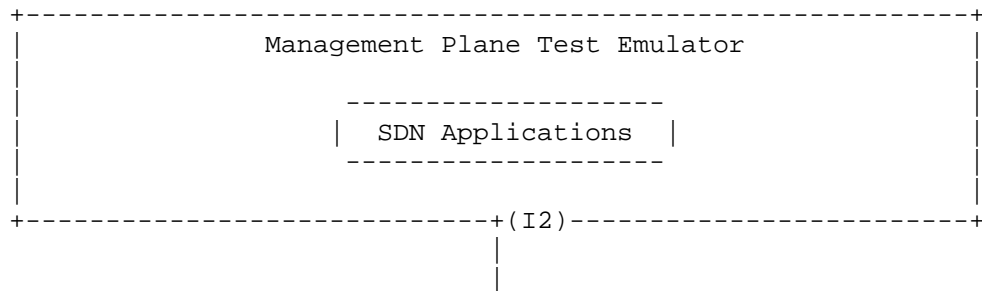 Management Plane Test Emulator
SDN Applications
(I2)